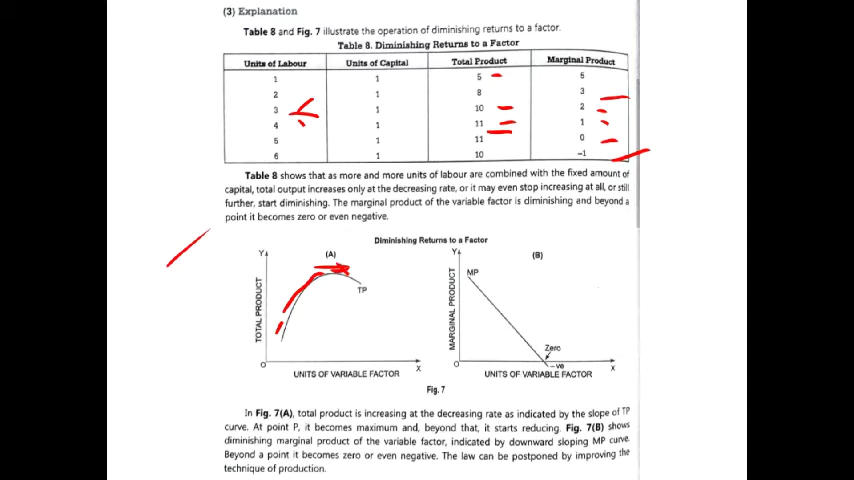 (3) Explanation
Table 8 and Fig. 7 illustrate the operation of diminishing returns to a factor.
Table 8. Diminishing Returns to a Factor
Units of Labour Units of Capital Total Product Marginal Product
1 1 5 5
2 1 8 3
3 1 10 2
4 1 11 1
5 1 11 0
6 1 10 –1
Table 8 shows that as more and more units of labour are combined with the fixed amount of
capital, total output increases only at the decreasing rate, or it may even stop increasing at all, or still
further, start diminishing. The marginal product of the variable factor is diminishing and beyond a
point it becomes zero or even negative.
Diminishing Returns to a Factor
Y (A)
TOTAL PRODUCT
TP
O X
UNITS OF VARIABLE FACTOR
Y (B)
MP
MARGINAL PRODUCT
Zero
–ve
O X
UNITS OF VARIABLE FACTOR
Fig. 7
In Fig. 7(A), total product is increasing at the decreasing rate as indicated by the slope of TP
curve. At point P, it becomes maximum and, beyond that, it starts reducing. Fig. 7(B) shows
diminishing marginal product of the variable factor, indicated by downward sloping MP curve.
Beyond a point it becomes zero or even negative. The law can be postponed by improving the
technique of production.